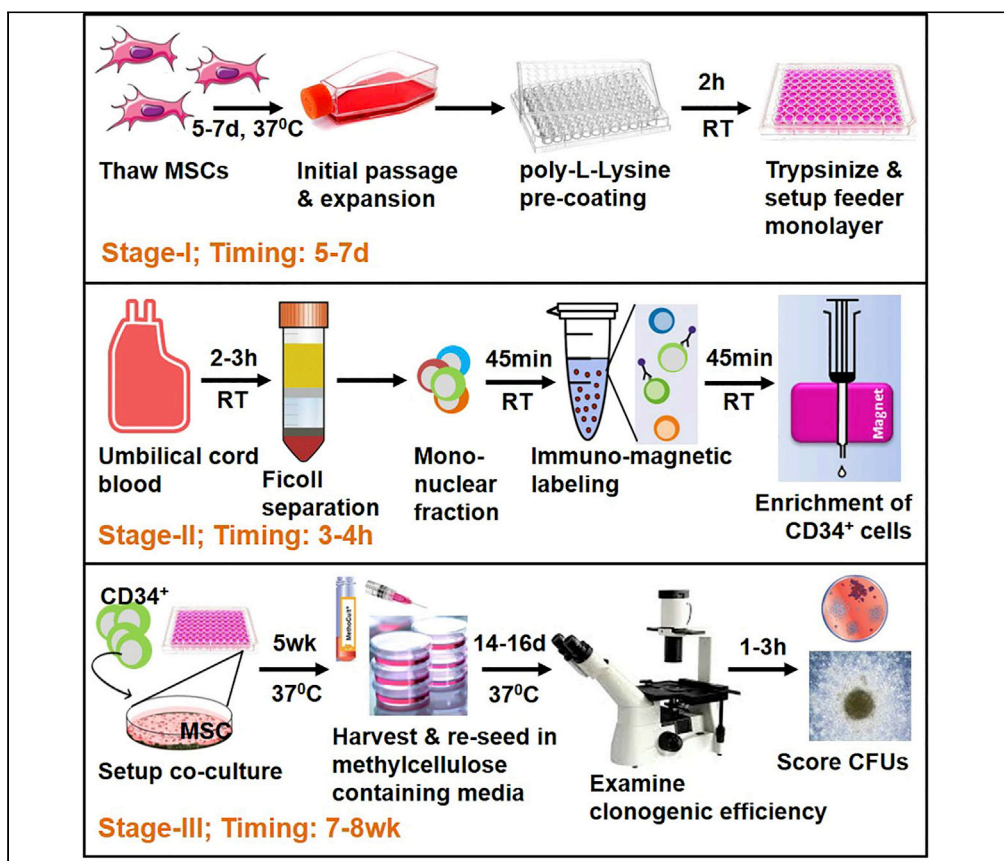 5-7d, 37⁰C
2h
RT
Thaw MSCs
Initial passage
& expansion
poly-L-Lysine
pre-coating
Trypsinize &
setup feeder
monolayer
Stage-I; Timing: 5-7d
2-3h
RT
45min
RT
45min
RT
Magnet
Umbilical cord
blood
Ficoll
separation
Mono-
nuclear
fraction
Immuno-magnetic
labeling
Enrichment of
CD34⁺ cells
Stage-II; Timing: 3-4h
CD34⁺
MSC
5wk
37⁰C
MethoCult
14-16d
37⁰C
1-3h
Setup co-culture
Harvest & re-seed in
methylcellulose
containing media
Examine
clonogenic efficiency
Score CFUs
Stage-III; Timing: 7-8wk